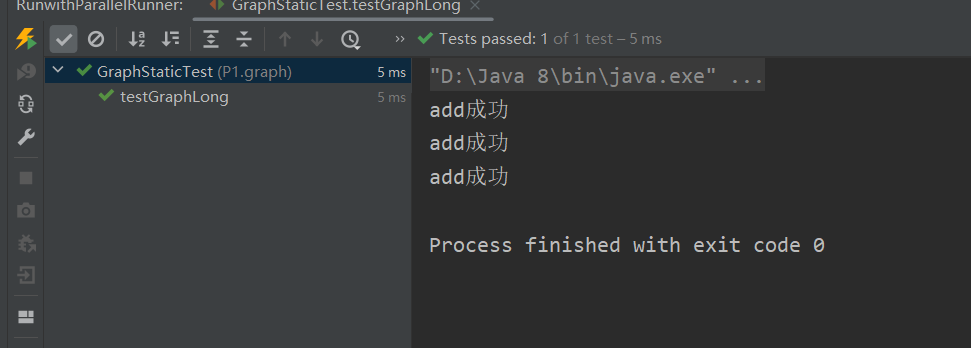 RunwithParallelRunner: GraphStaticTest.testGraphLong
Tests passed: 1 of 1 test – 5 ms
GraphStaticTest (P1.graph) 5 ms
testGraphLong 5 ms
"D:\Java 8\bin\java.exe" ...
add成功
add成功
add成功
Process finished with exit code 0